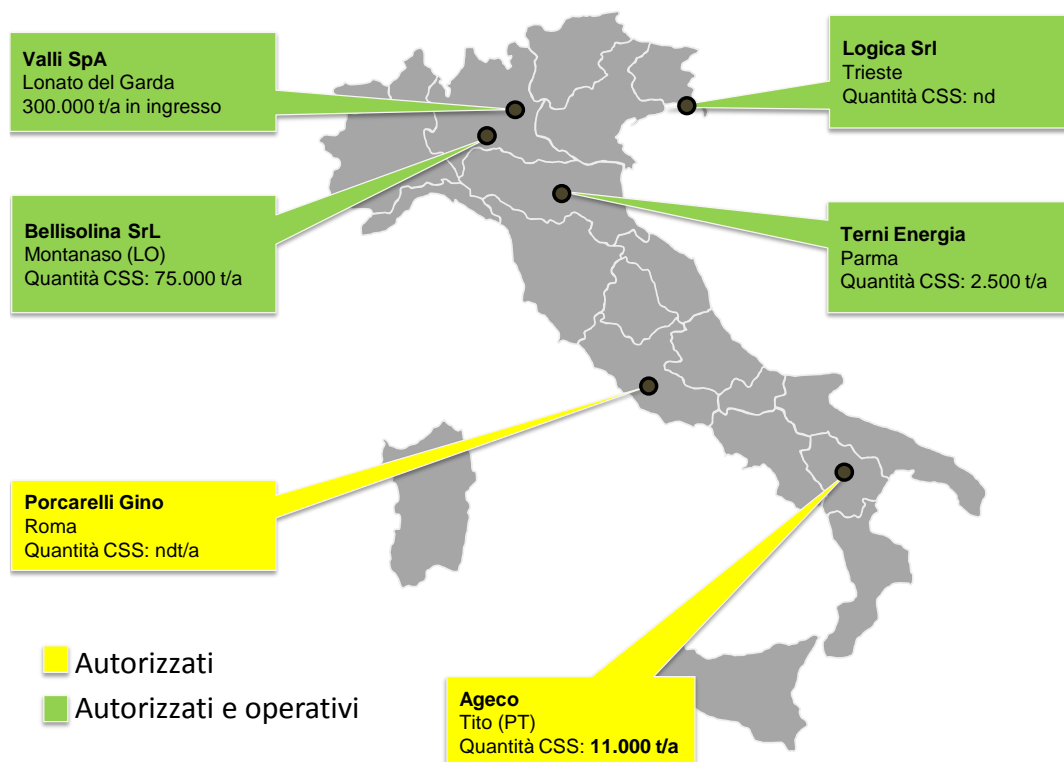 Valli SpA
Lonato del Garda
300.000 t/a in ingresso
Logica Srl
Trieste
Quantità CSS: nd
Bellisolina SrL
Montanaso (LO)
Quantità CSS: 75.000 t/a
Terni Energia
Parma
Quantità CSS: 2.500 t/a
Porcarelli Gino
Roma
Quantità CSS: ndt/a
Autorizzati
Autorizzati e operativi
Ageco
Tito (PT)
Quantità CSS: 11.000 t/a